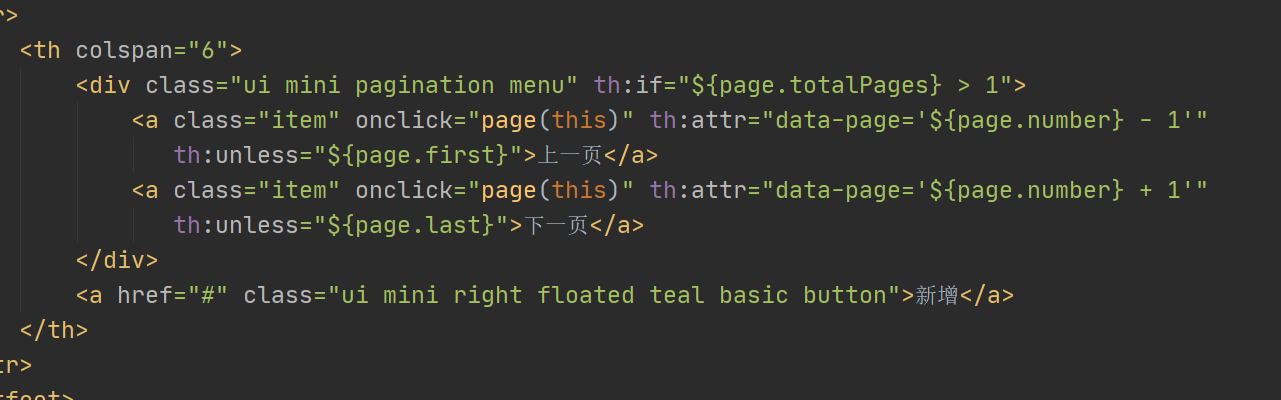 r>
<th colspan="6">
<div class="ui mini pagination menu" th:if="${page.totalPages} > 1">
<a class="item" onclick="page(this)" th:attr="data-page='${page.number} - 1'"
th:unless="${page.first}">上一页</a>
<a class="item" onclick="page(this)" th:attr="data-page='${page.number} + 1'"
th:unless="${page.last}">下一页</a>
</div>
<a href="#" class="ui mini right floated teal basic button">新增</a>
</th>
tr>